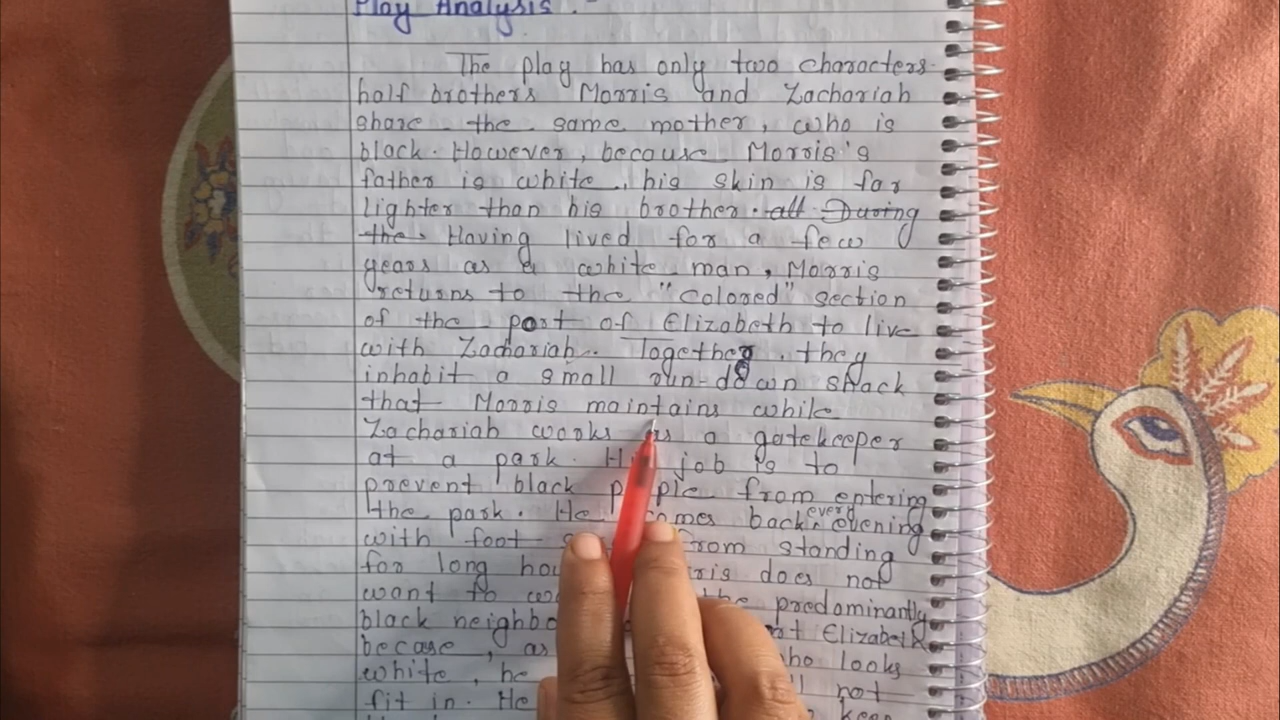 Play Analysis.
The play has only two characters.
half brothers Morris and Zachariah
share the same mother, who is
black. However, because Morris's
father is white, his skin is far
lighter than his brother. all During
the Having lived for a few
years as a white man, Morris
returns to the "colored" section
of the port of Elizabeth to live
with Zachariah. Together, they
inhabit a small run-down shack
that Morris maintains while
Zachariah works as a gatekeeper
at a park. job is to
prevent black people from entering
the park. He comes back every evening
with foot from standing
for long does not
want to the predominantly
black Elizabeth
becase, as who looks
white, he not
fit in. He keep